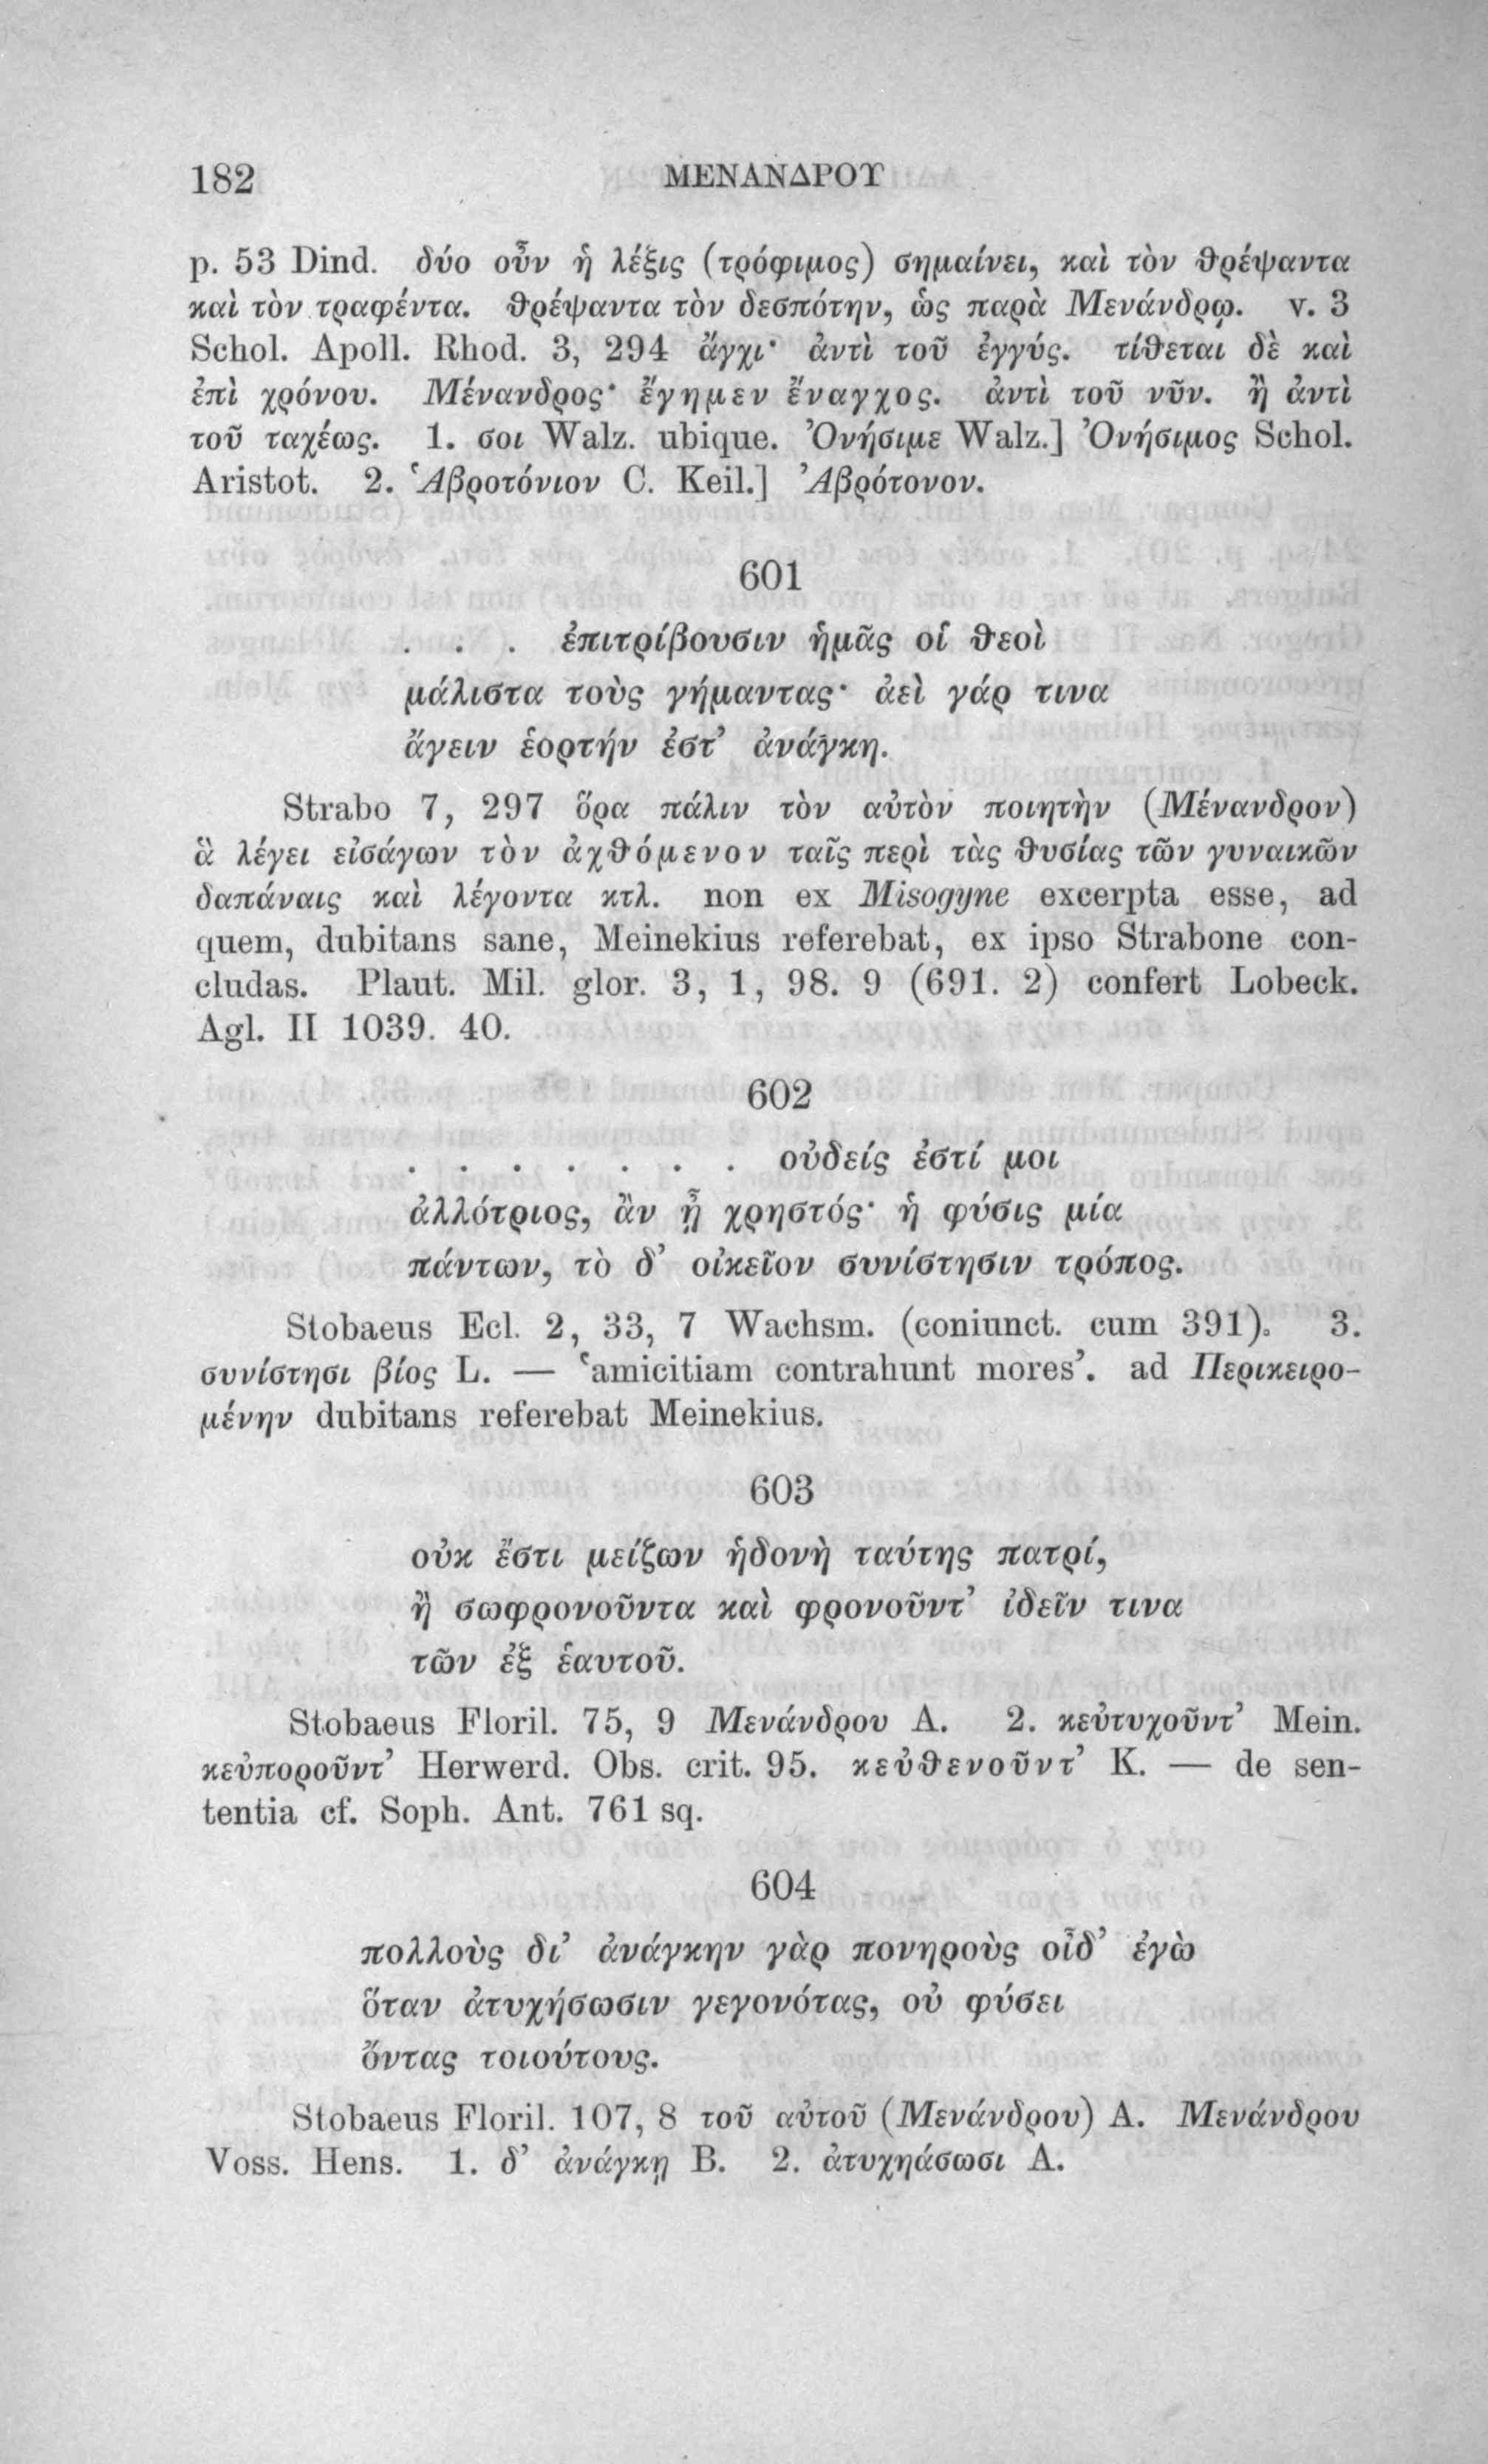 182 ΜΕΝΑΝΔΡΟΥ
p. 53 Dind. δύο οὖν ἡ λέξις (τρόφιμος) σημαίνει, καὶ τὸν θρέψαντα
καὶ τὸν τραφέντα. θρέψαντα τὸν δεσπότην, ὡς παρὰ Μενάνδρῳ. v. 3
Schol. Apoll. Rhod. 3, 294 ἄγχι· ἀντὶ τοῦ ἐγγύς. τίθεται δὲ καὶ
ἐπὶ χρόνου. Μένανδρος· ἔγημεν ἔναγχος. ἀντὶ τοῦ νῦν. ἢ ἀντὶ
τοῦ ταχέως. 1. σοι Walz. ubique. Ὀνήσιμε Walz.] Ὀνήσιμος Schol.
Aristot. 2. Ἁβροτόνιον C. Keil.] Ἀβρότονον.
601
. . . ἐπιτρίβουσιν ἡμᾶς οἱ θεοὶ
μάλιστα τοὺς γήμαντας· ἀεὶ γάρ τινα
ἄγειν ἑορτήν ἐστ’ ἀνάγκη.
Strabo 7, 297 ὅρα πάλιν τὸν αὐτὸν ποιητὴν (Μένανδρον)
ἃ λέγει εἰσάγων τὸν ἀχθόμενον ταῖς περὶ τὰς θυσίας τῶν γυναικῶν
δαπάναις καὶ λέγοντα κτλ. non ex Misogyne excerpta esse, ad
quem, dubitans sane, Meinekius referebat, ex ipso Strabone con-
cludas. Plaut. Mil. glor. 3, 1, 98. 9 (691. 2) confert Lobeck.
Agl. II 1039. 40.
602
. . . . . . . οὐδείς ἐστί μοι
ἀλλότριος, ἂν ᾖ χρηστός· ἡ φύσις μία
πάντων, τὸ δ’ οἰκεῖον συνίστησιν τρόπος.
Stobaeus Ecl. 2, 33, 7 Wachsm. (coniunct. cum 391). 3.
συνίστησι βίος L. — ‘amicitiam contrahunt mores’. ad Περικειρο-
μένην dubitans referebat Meinekius.
603
οὐκ ἔστι μείζων ἡδονὴ ταύτης πατρί,
ἢ σωφρονοῦντα καὶ φρονοῦντ’ ἰδεῖν τινα
τῶν ἐξ ἑαυτοῦ.
Stobaeus Floril. 75, 9 Μενάνδρου A. 2. κεὐτυχοῦντ’ Mein.
κεὐποροῦντ’ Herwerd. Obs. crit. 95. κεὐθενοῦντ’ K. — de sen-
tentia cf. Soph. Ant. 761 sq.
604
πολλοὺς δι’ ἀνάγκην γὰρ πονηροὺς οἶδ’ ἐγὼ
ὅταν ἀτυχήσωσιν γεγονότας, οὐ φύσει
ὄντας τοιούτους.
Stobaeus Floril. 107, 8 τοῦ αὐτοῦ (Μενάνδρου) A. Μενάνδρου
Voss. Hens. 1. δ’ ἀνάγκῃ B. 2. ἀτυχηάσωσι A.